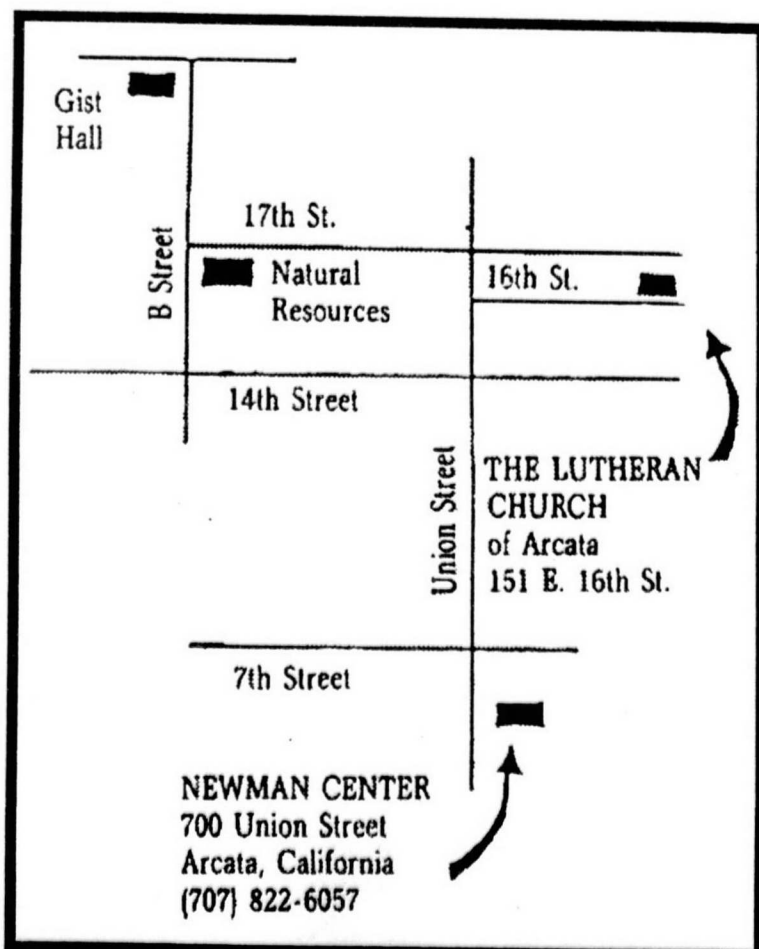 Gist
Hall
B Street
17th St.
Natural
Resources
16th St.
14th Street
Union Street
THE LUTHERAN
CHURCH
of Arcata
151 E. 16th St.
7th Street
NEWMAN CENTER
700 Union Street
Arcata, California
(707) 822-6057